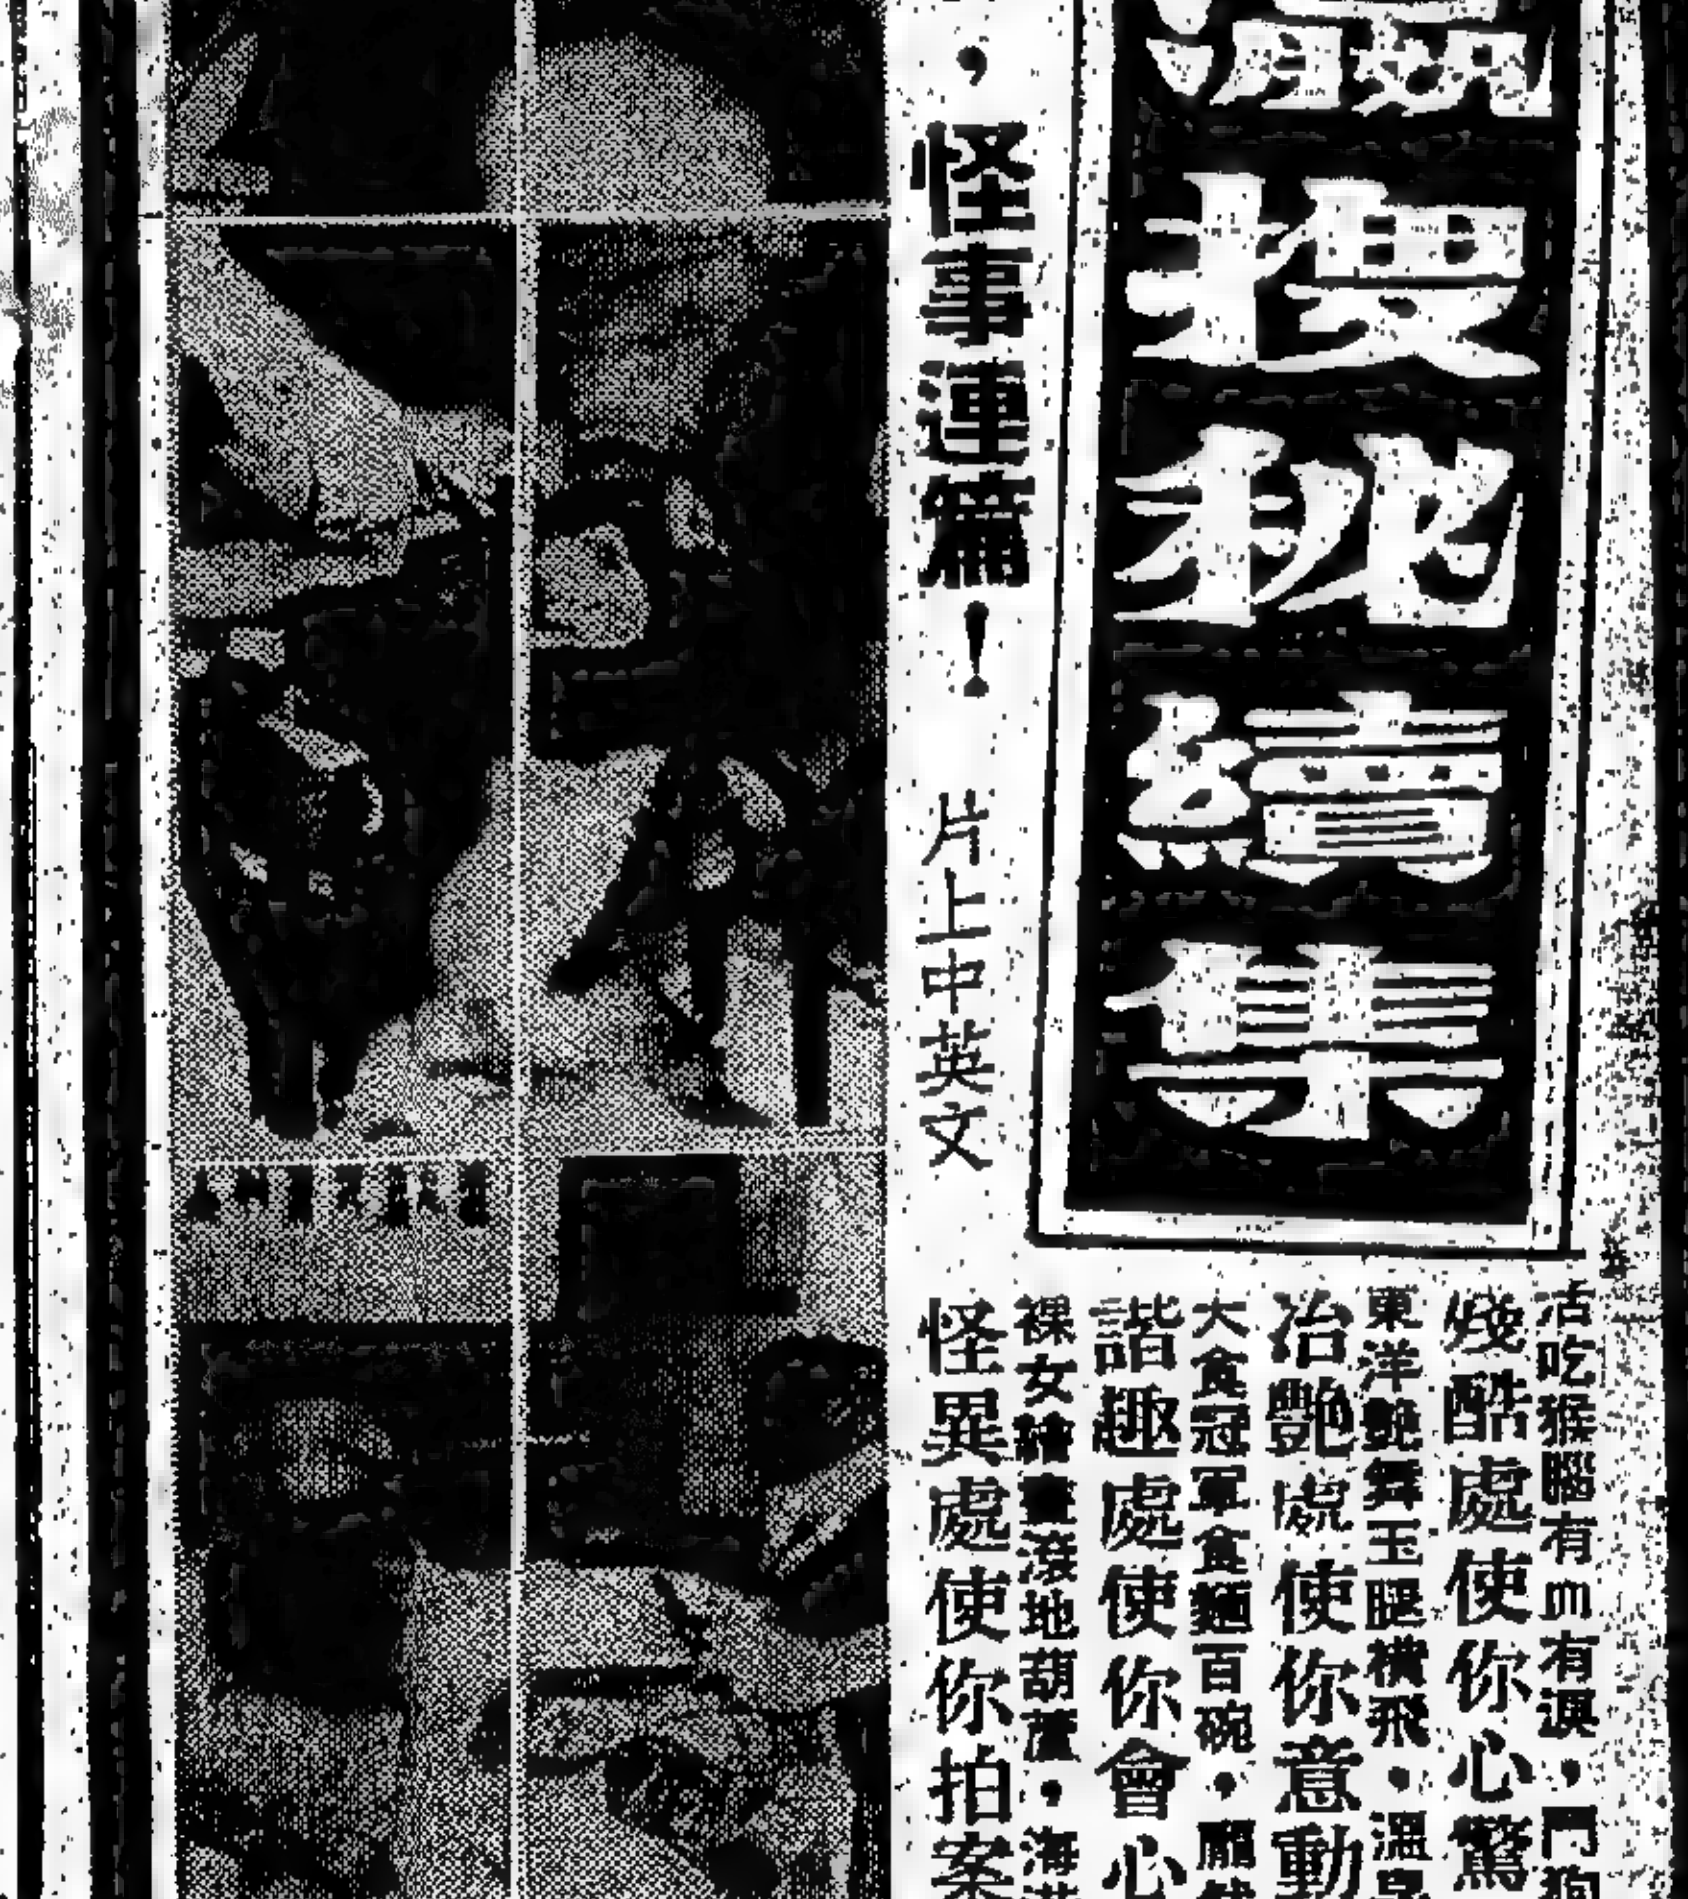 搜秘續集
，怪事連篇！
片上中英文
活吃猴腦有血有淚，鬥狗
殘酷處使你心驚
東洋艷舞玉腿橫飛，溫泉
冶艷處使你意動
大食冠軍食麵百碗，
諧趣處使你會心
裸女繪畫滾地葫蘆，海
怪異處使你拍案